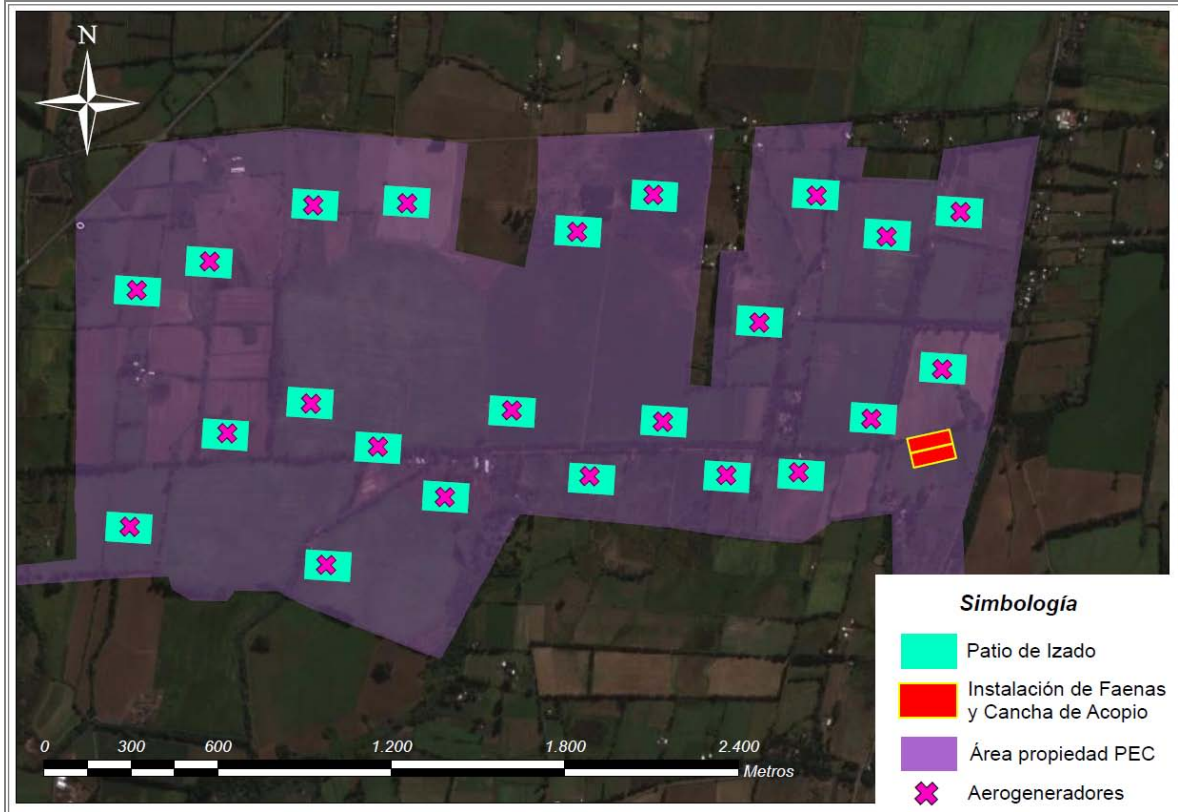 N
Simbología
Patio de Izado
Instalación de Faenas
y Cancha de Acopio
Área propiedad PEC
Aerogeneradores
0 300 600 1.200 1.800 2.400
Metros